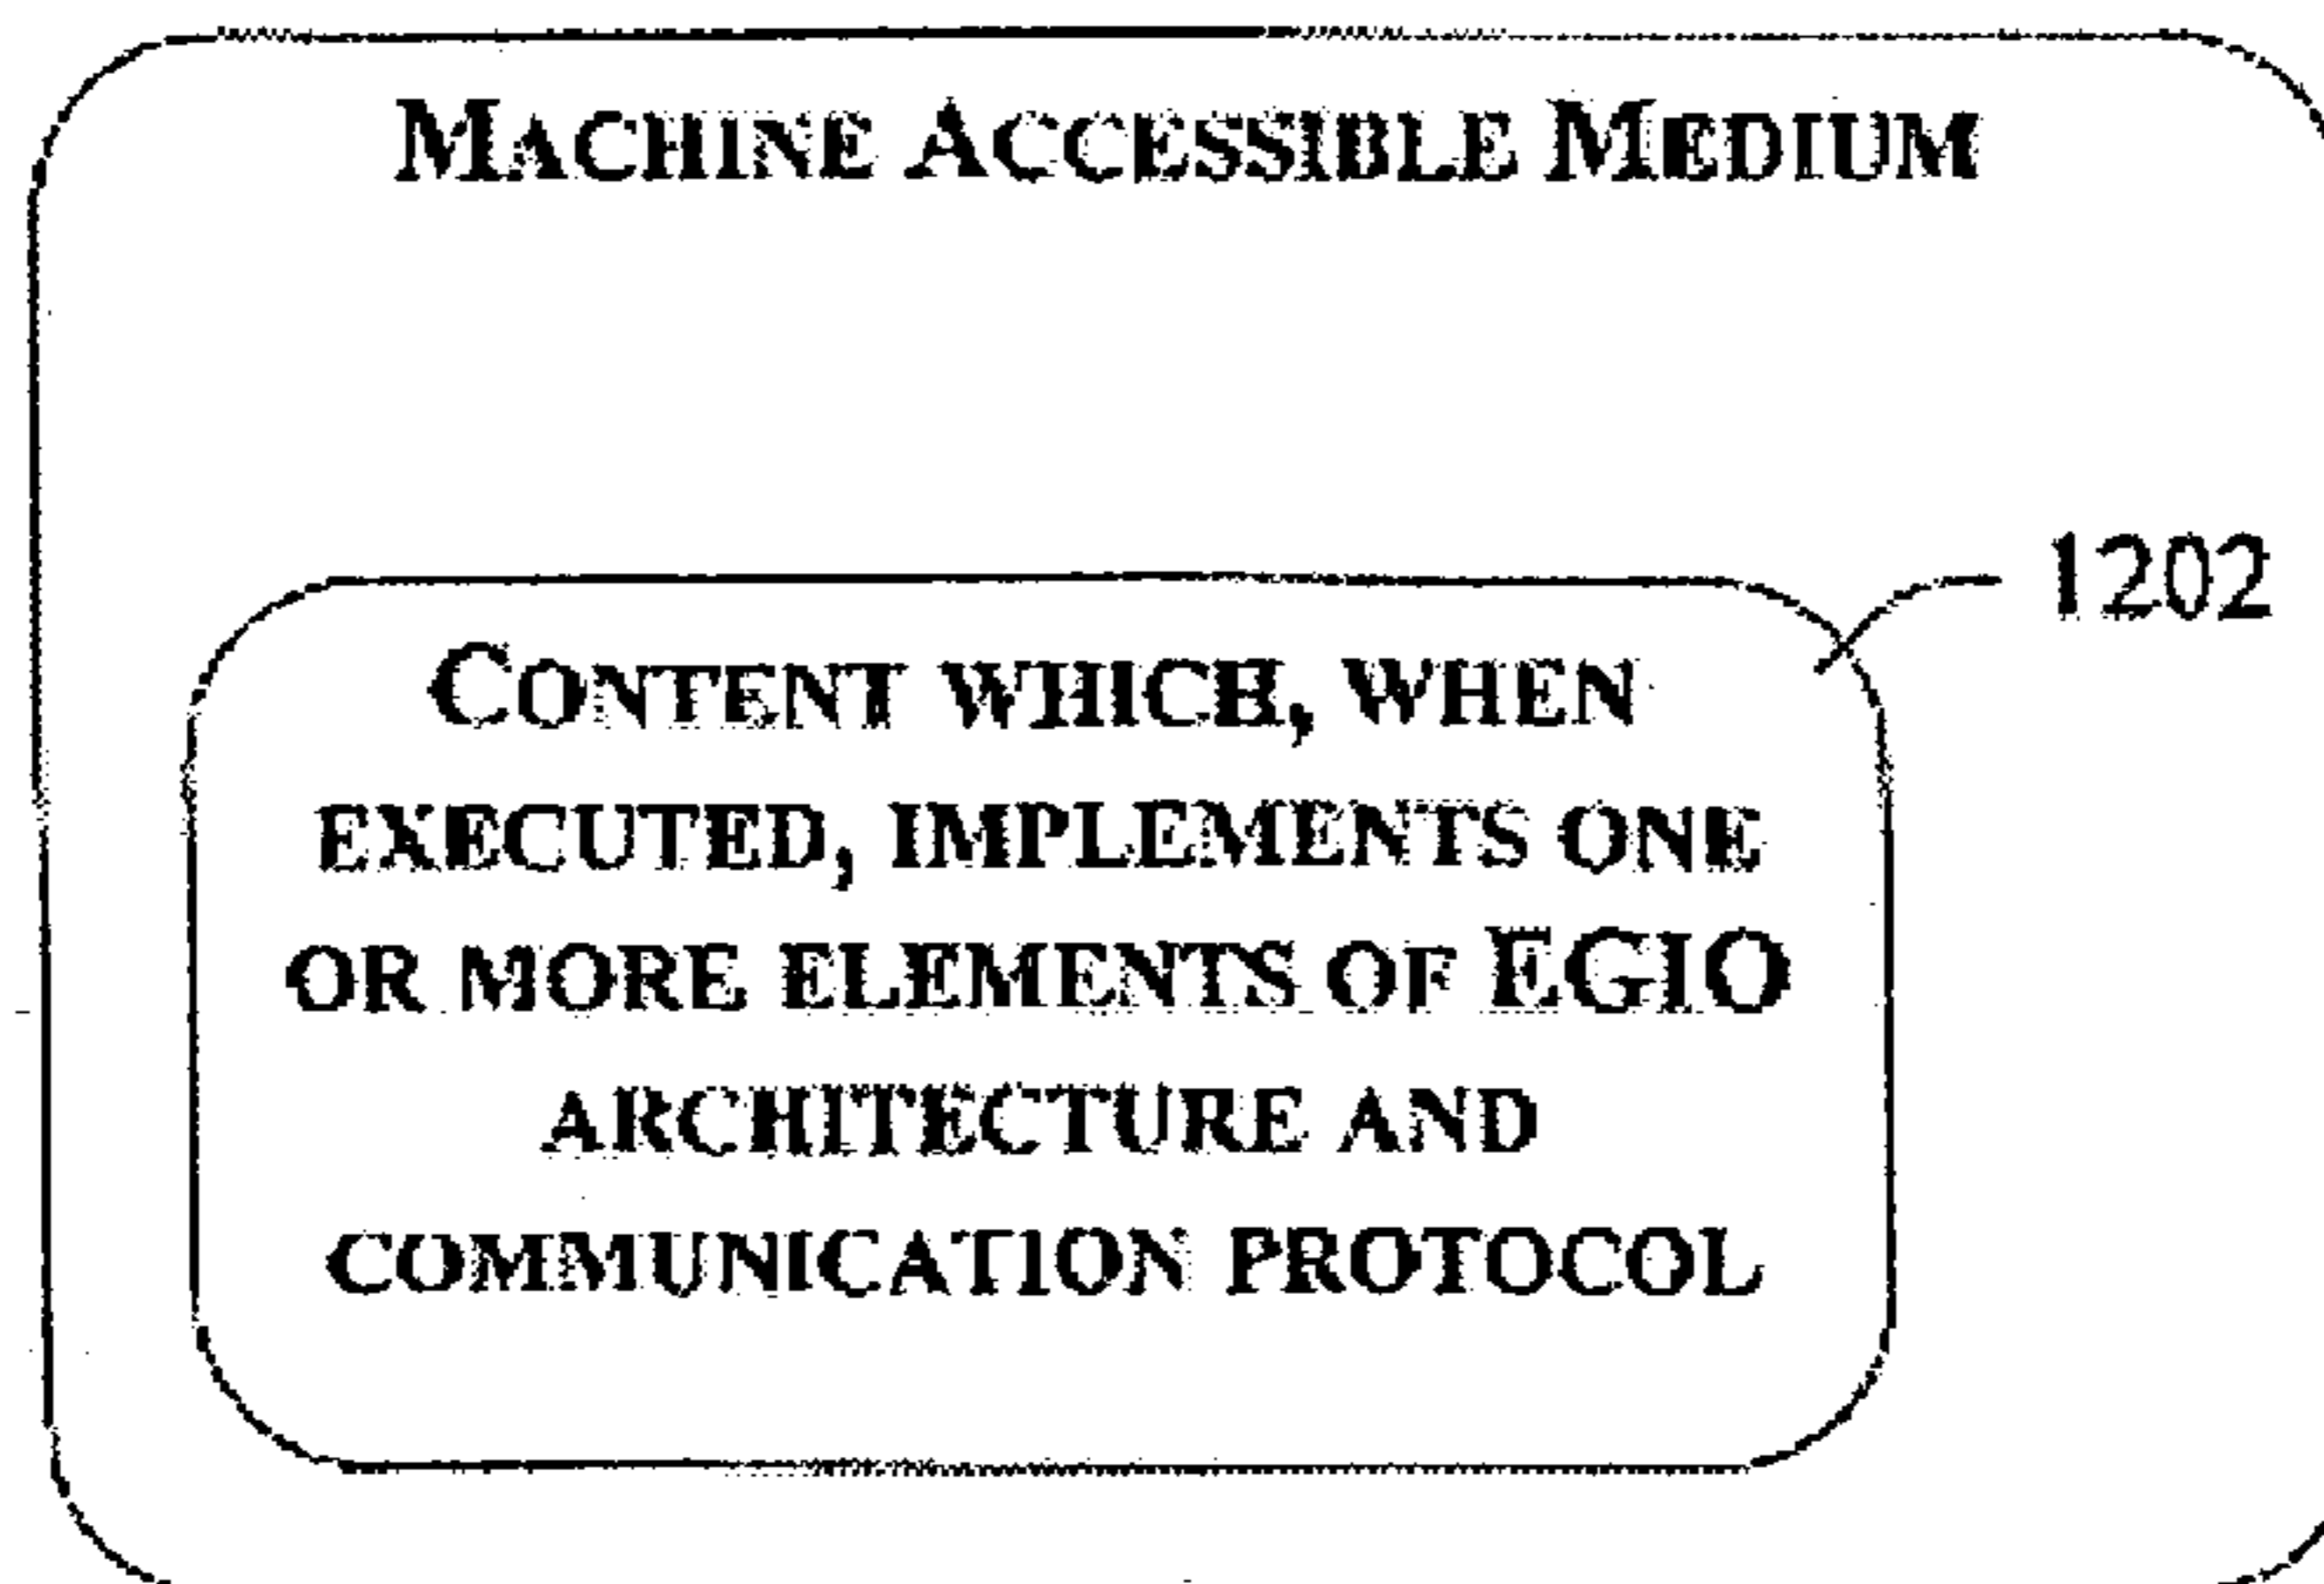 MACHINE ACCESSIBLE MEDIUM
1202
CONTENT WHICH, WHEN
EXECUTED, IMPLEMENTS ONE
OR MORE ELEMENTS OF EGIO
ARCHITECTURE AND
COMMUNICATION PROTOCOL